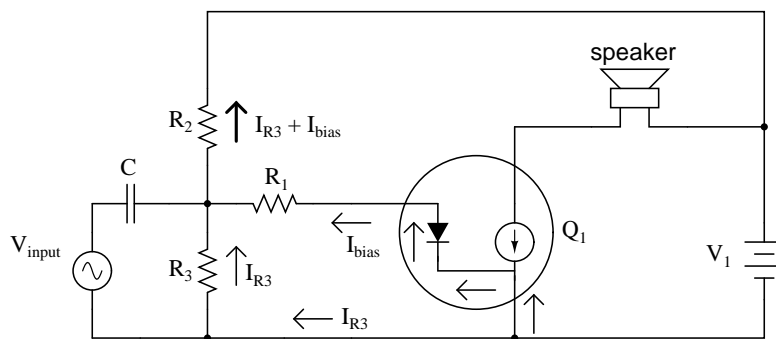 speaker
R2
IR3 + Ibias
C
R1
Vinput
Ibias
Q1
V1
R3
IR3
IR3